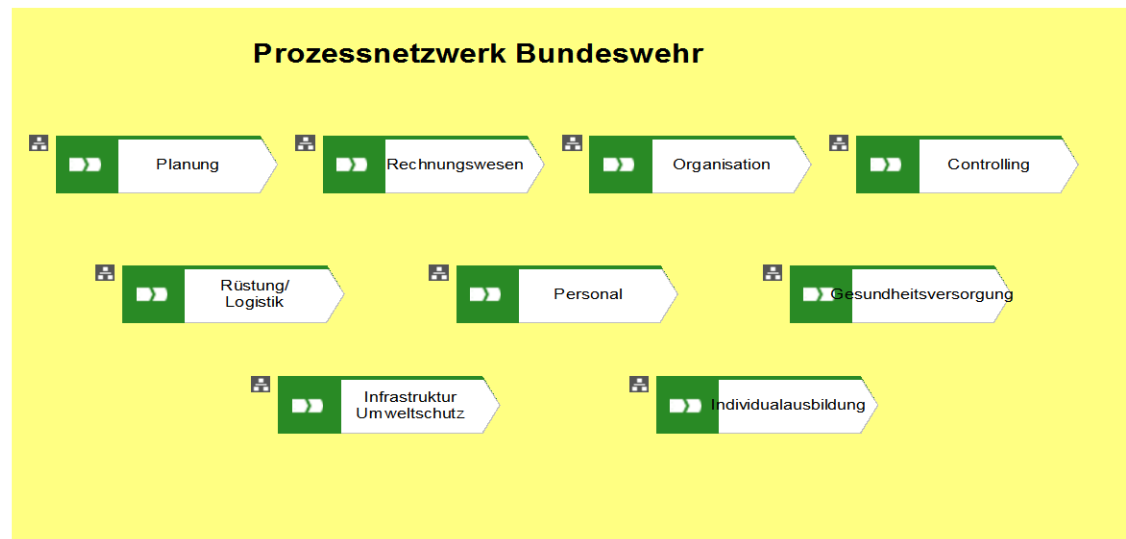 Prozessnetzwerk Bundeswehr
Planung
Rechnungswesen
Organisation
Controlling
Rüstung/
Logistik
Personal
Gesundheitsversorgung
Infrastruktur
Umweltschutz
Individualausbildung